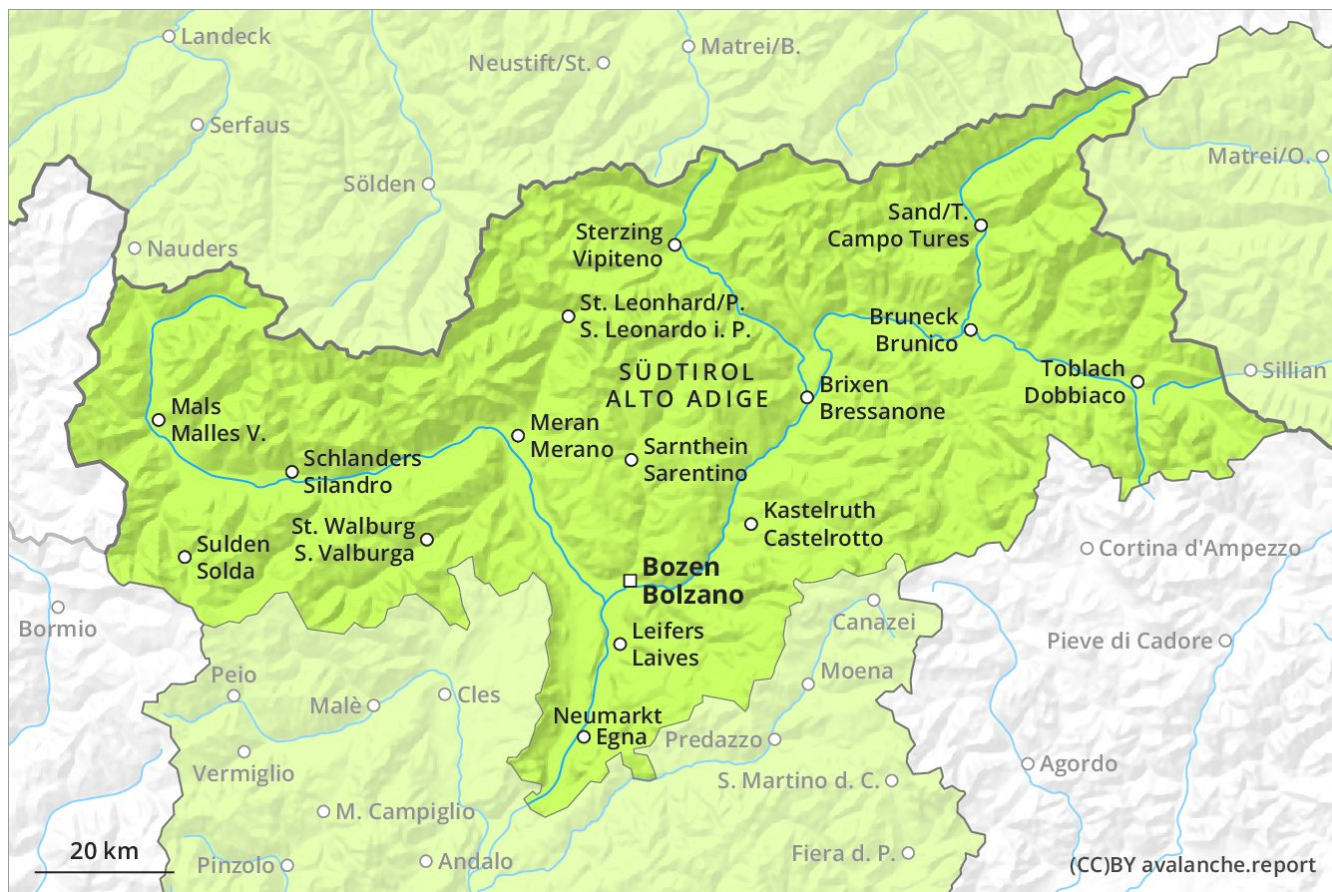 Landeck
Neustift/St.
Matrei/B.
Serfaus
Matrei/O.
Sölden
Sand/T.
Campo Tures
Sterzing
Vipiteno
Nauders
St. Leonhard/P.
S. Leonardo i. P.
Bruneck
Brunico
SÜDTIROL
ALTO ADIGE
Toblach
Dobbiaco
Sillian
Brixen
Bressanone
Mals
Malles V.
Meran
Merano
Sarnthein
Sarentino
Schlanders
Silandro
Kastelruth
Castelrotto
St. Walburg
S. Valburga
Sulden
Solda
Cortina d'Ampezzo
Bozen
Bolzano
Bormio
Canazei
Leifers
Laives
Pieve di Cadore
Peio
Moena
Malè
Cles
Neumarkt
Egna
Predazzo
Vermiglio
Agordo
S. Martino d. C.
M. Campiglio
20 km
Pinzolo
Andalo
Fiera d. P.
(CC)BY avalanche.report